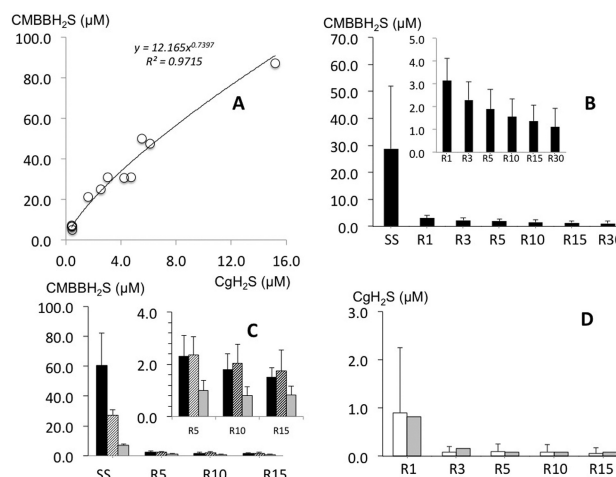 CMBBH₂S (µM)
100.0
80.0
60.0
40.0
20.0
0.0
y = 12.165x^0.7397
R² = 0.9715
A
0.0
4.0
8.0
12.0
16.0
CgH₂S (µM)
CMBBH₂S (µM)
70.0
60.0
50.0
40.0
30.0
20.0
10.0
0.0
5.0
4.0
3.0
2.0
1.0
0.0
R1 R3 R5 R10 R15 R30
B
SS R1 R3 R5 R10 R15 R30
CMBBH₂S (µM)
100.0
80.0
60.0
40.0
20.0
0.0
4.0
2.0
0.0
R5 R10 R15
C
SS R5 R10 R15
CgH₂S (µM)
3.0
2.0
1.0
0.0
D
R1 R3 R5 R10 R15